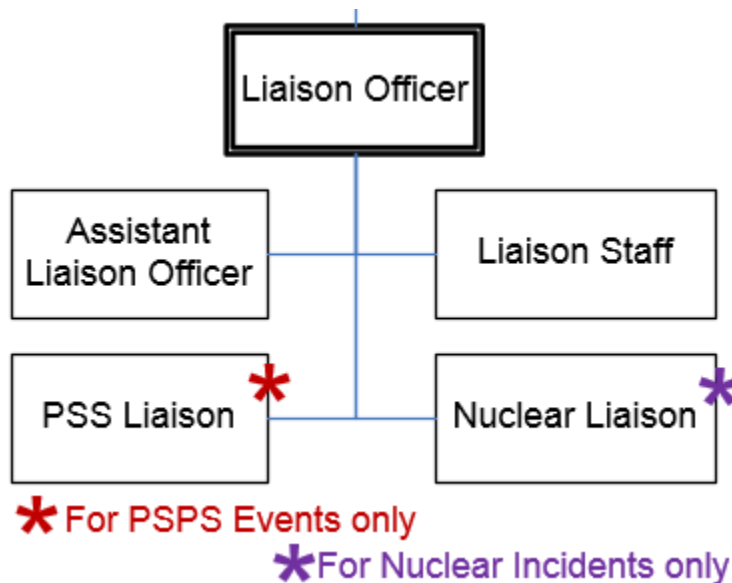 Liaison Officer
Assistant
Liaison Officer
Liaison Staff
PSS Liaison *
Nuclear Liaison *
* For PSPS Events only
*For Nuclear Incidents only